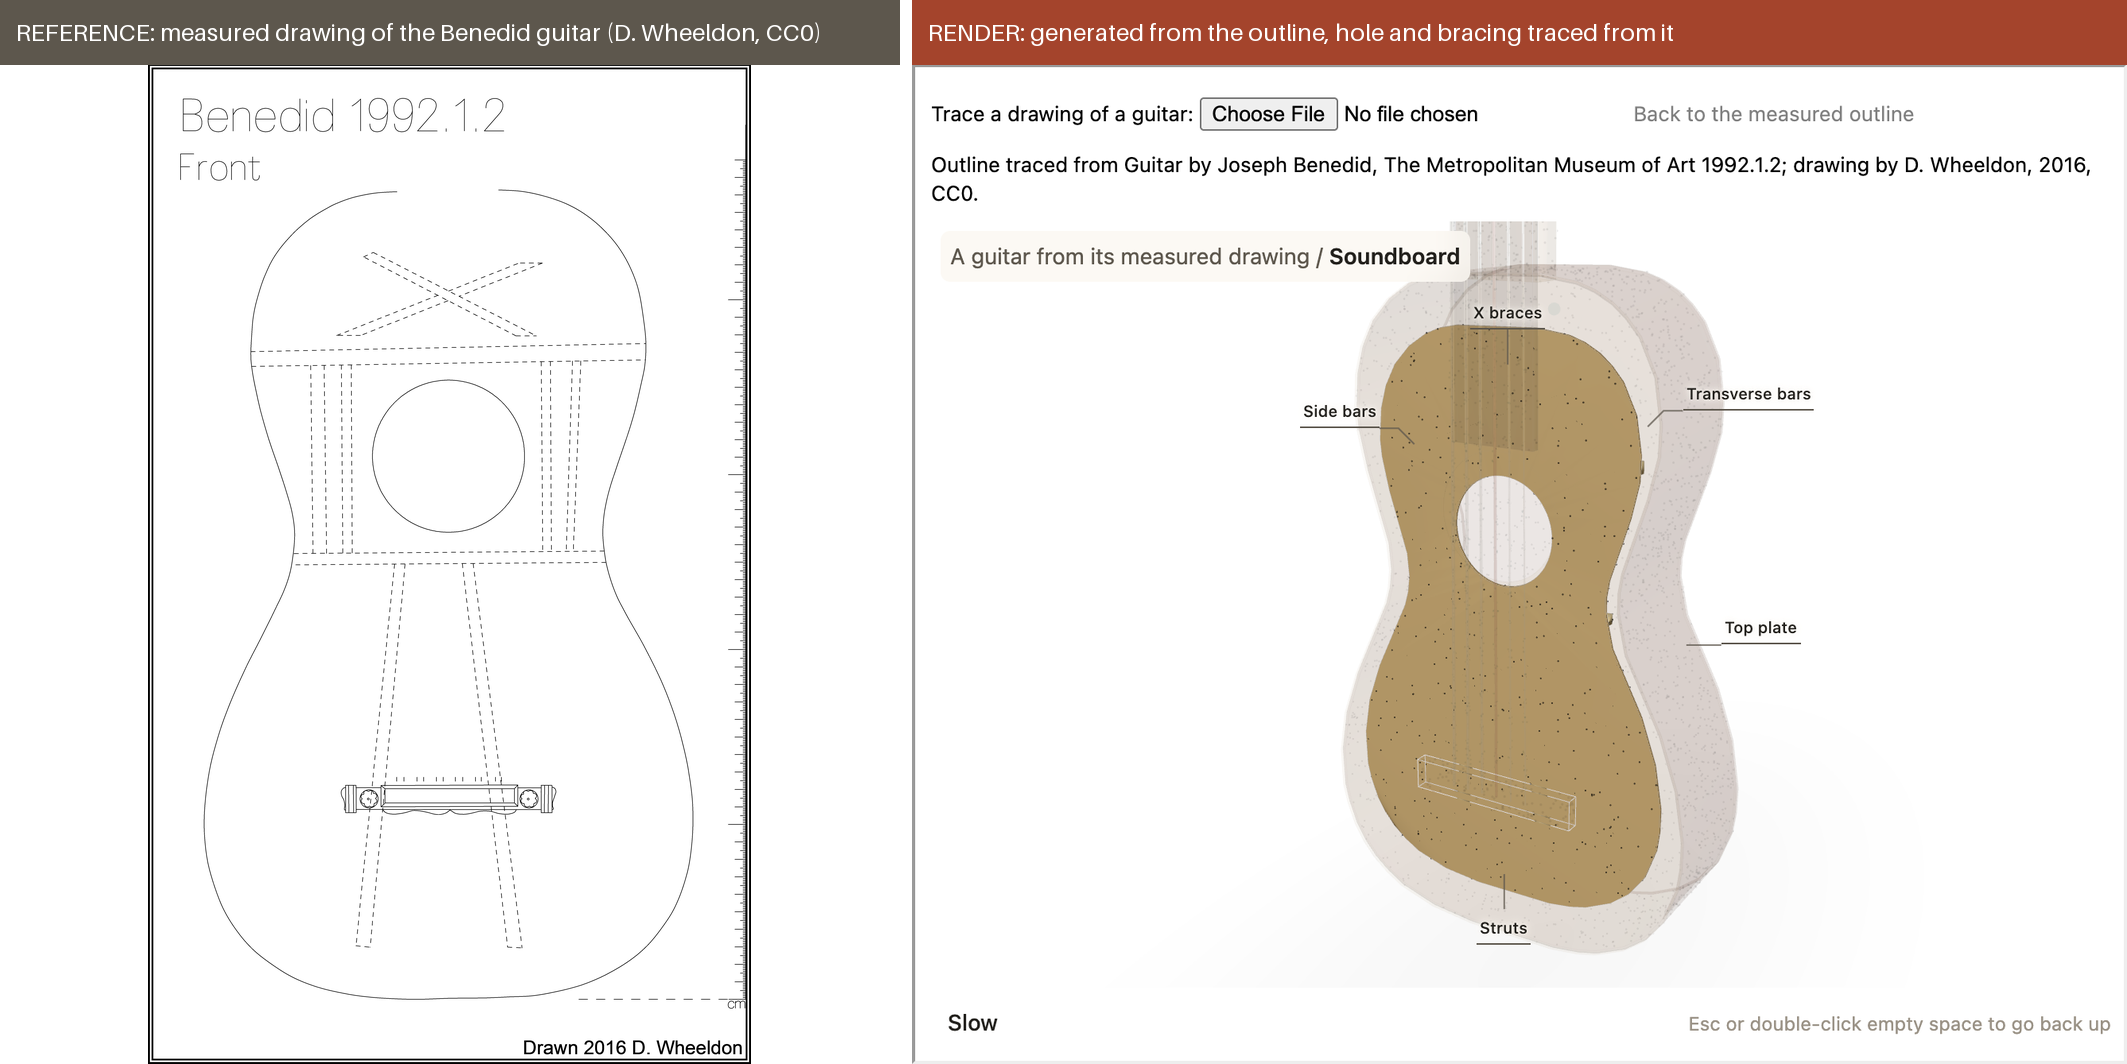 REFERENCE: measured drawing of the Benedid guitar (D. Wheeldon, CC0)
Benedid 1992.1.2
Front
cm
Drawn 2016 D. Wheeldon
RENDER: generated from the outline, hole and bracing traced from it
Trace a drawing of a guitar: Choose File No file chosen
Back to the measured outline
Outline traced from Guitar by Joseph Benedid, The Metropolitan Museum of Art 1992.1.2; drawing by D. Wheeldon, 2016,
CC0.
A guitar from its measured drawing / Soundboard
X braces
Transverse bars
Side bars
Top plate
Struts
Slow
Esc or double-click empty space to go back up